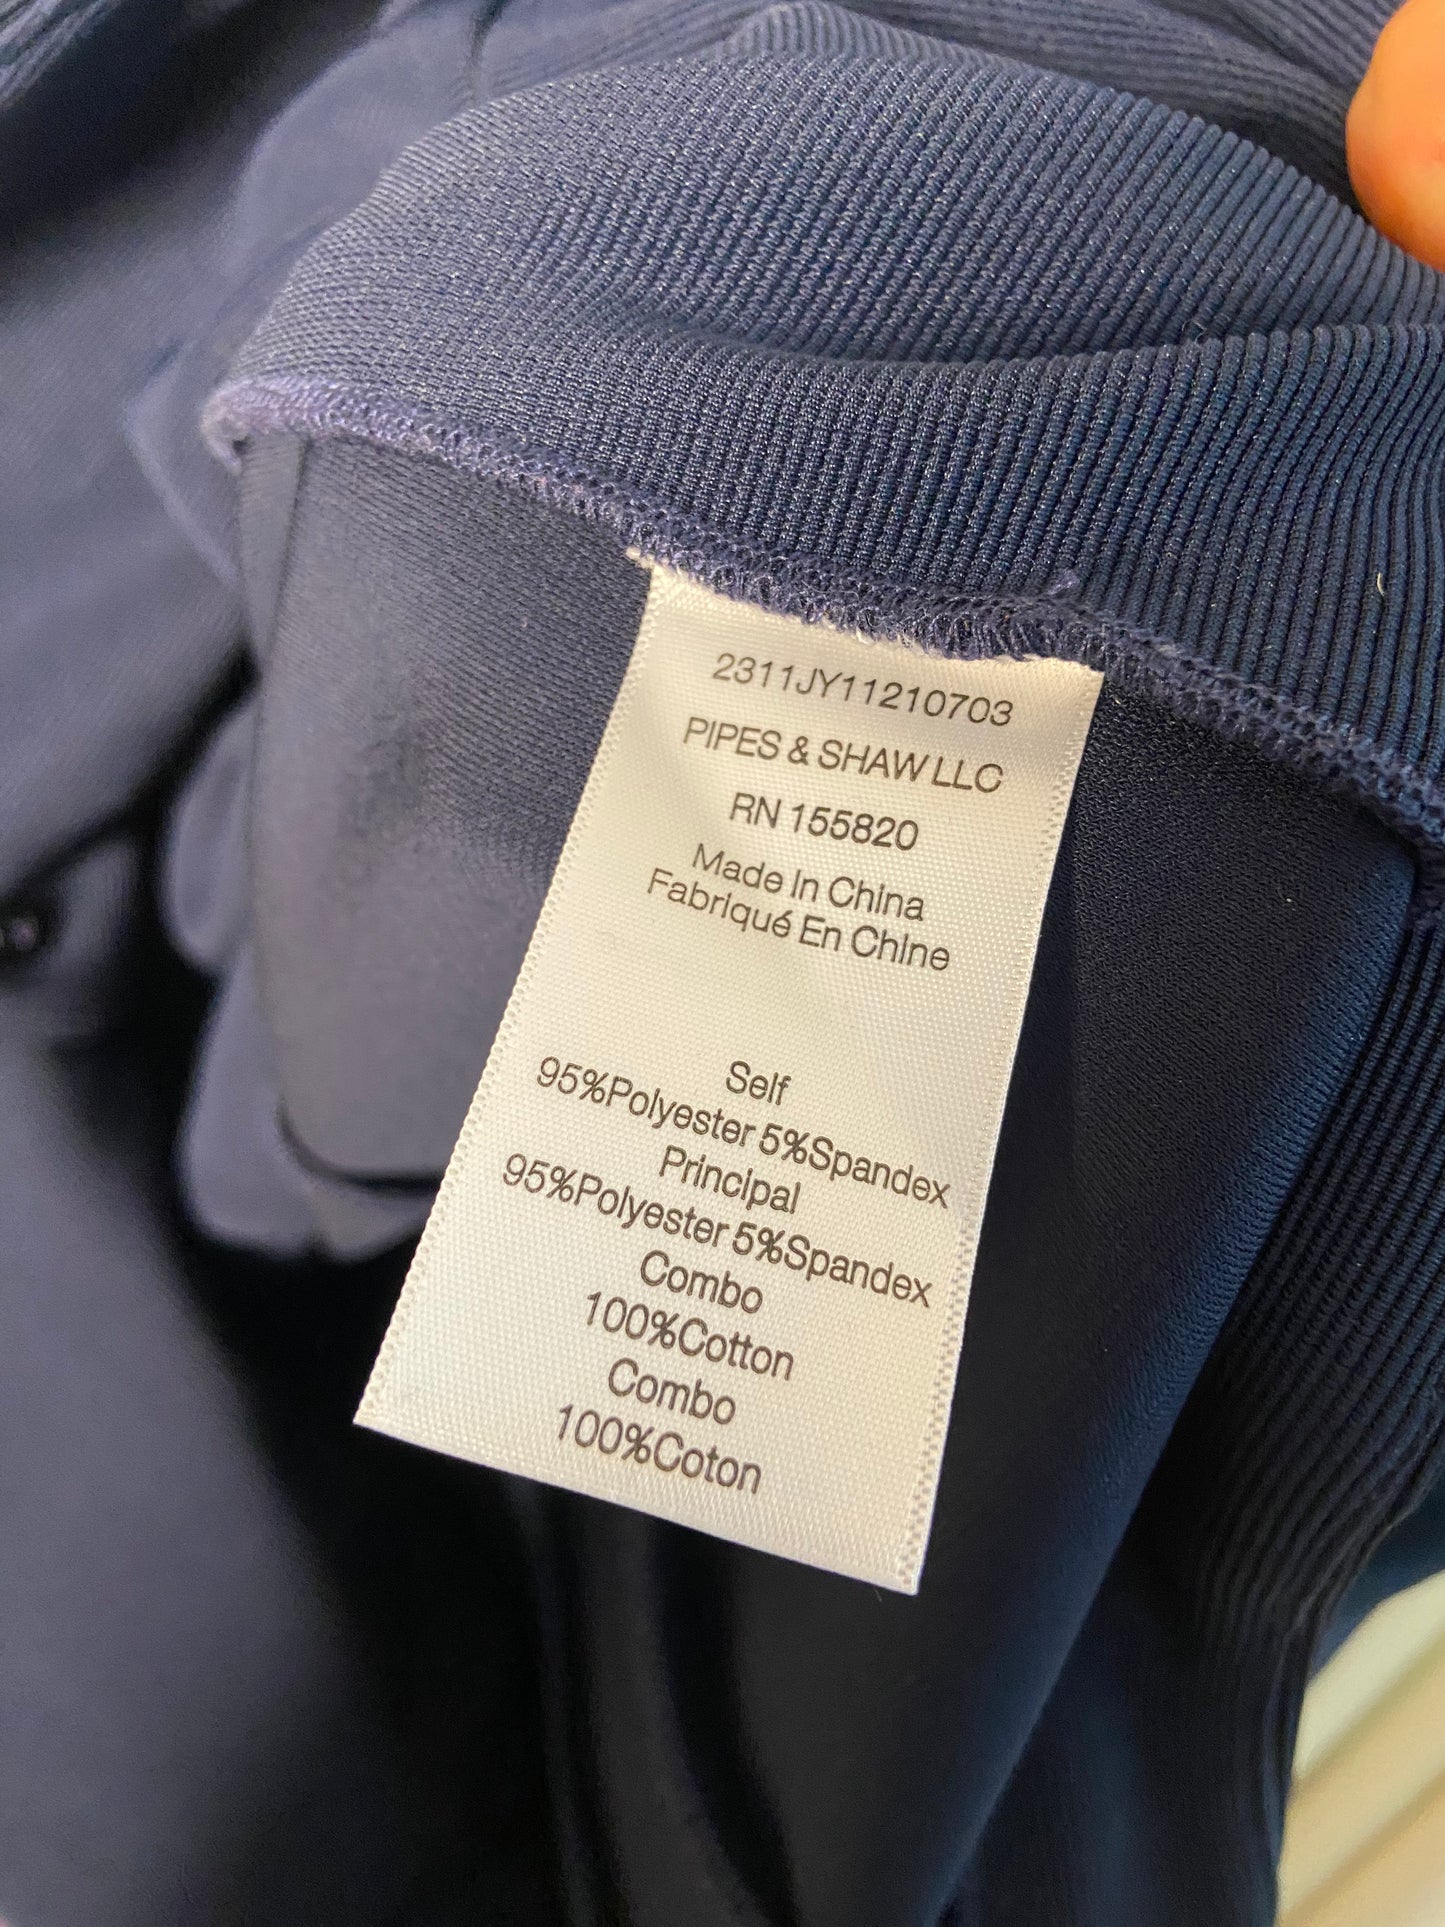 2311JY11210703
PIPES & SHAW LLC
RN 155820
Made In China
Fabriqué En Chine
Self
95%Polyester 5%Spandex
Principal
95%Polyester 5%Spandex
Combo
100%Cotton
Combo
100%Coton